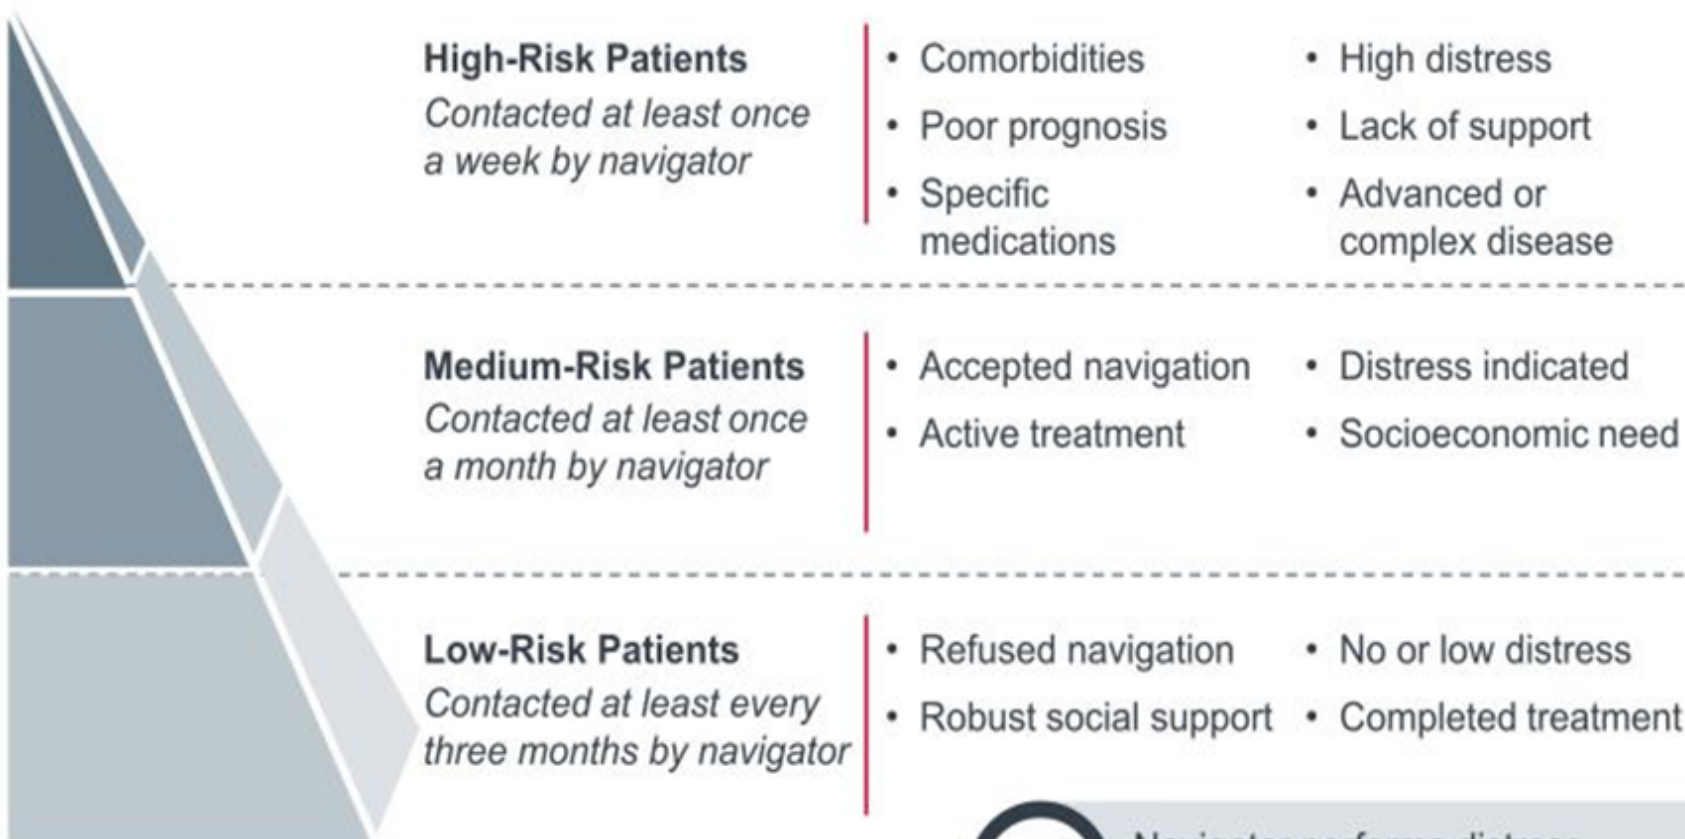 High-Risk Patients
Contacted at least once
a week by navigator
• Comorbidities
• Poor prognosis
• Specific
medications
• High distress
• Lack of support
• Advanced or
complex disease
Medium-Risk Patients
Contacted at least once
a month by navigator
• Accepted navigation
• Active treatment
• Distress indicated
• Socioeconomic need
Low-Risk Patients
Contacted at least every
three months by navigator
• Refused navigation
• Robust social support
• No or low distress
• Completed treatment
Navigator performs distress